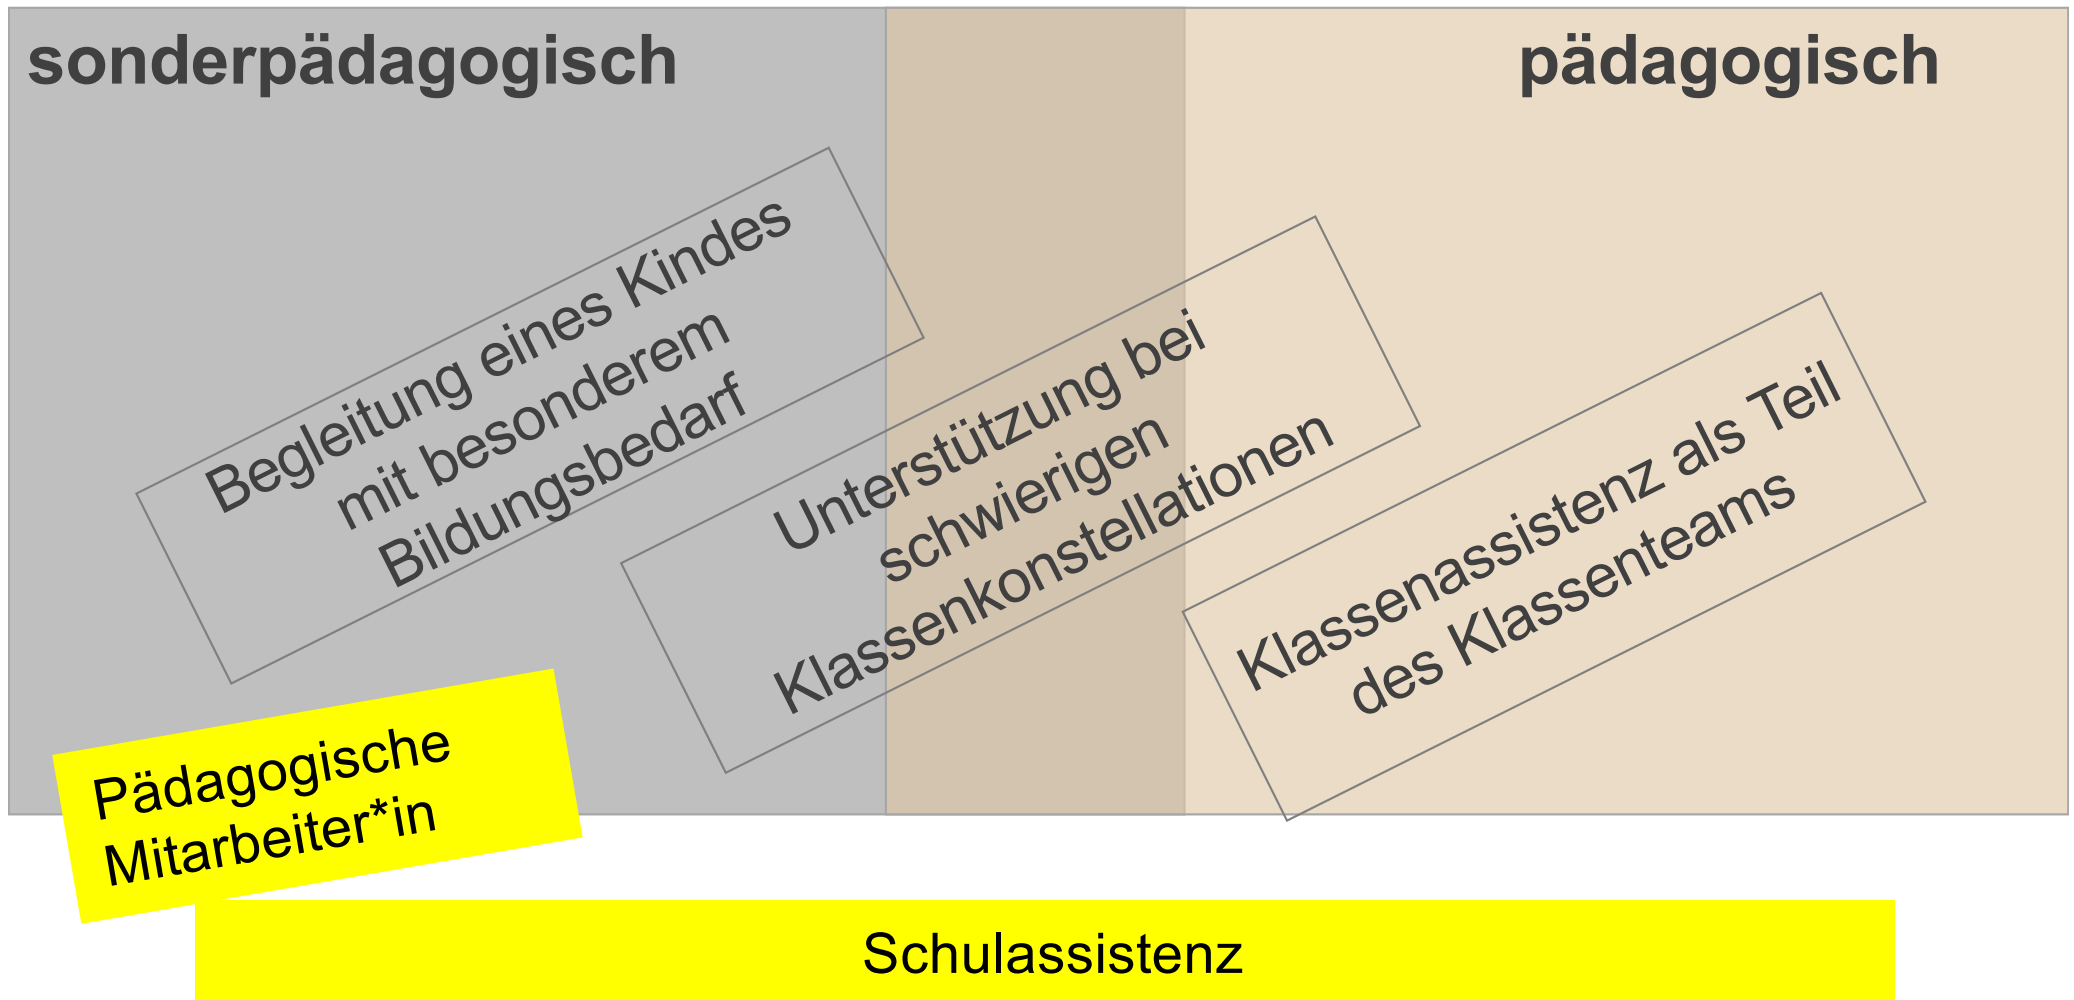 sonderpädagogisch
pädagogisch
Begleitung eines Kindes
mit besonderem
Bildungsbedarf
Unterstützung bei
schwierigen
Klassenkonstellationen
Klassenassistenz als Teil
des Klassenteams
Pädagogische
Mitarbeiter*in
Schulassistenz